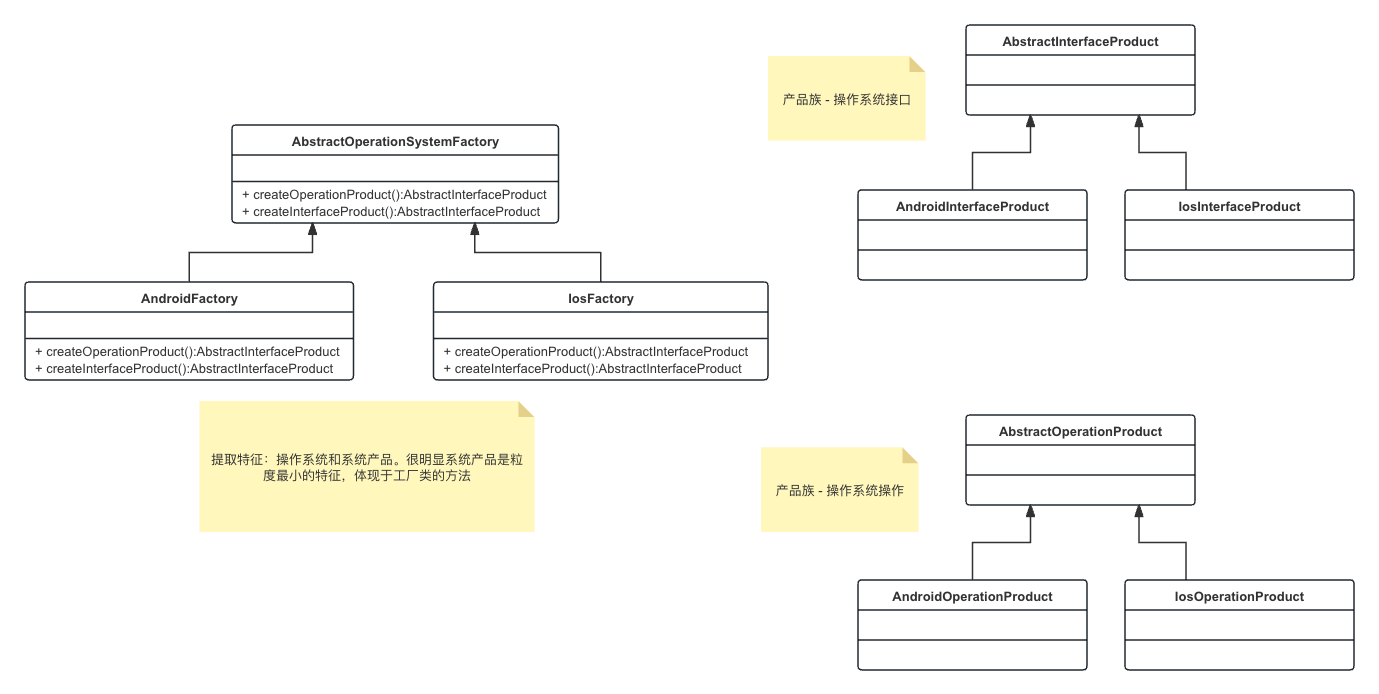 AbstractOperationSystemFactory
+ createOperationProduct():AbstractInterfaceProduct
+ createInterfaceProduct():AbstractInterfaceProduct
AndroidFactory
+ createOperationProduct():AbstractInterfaceProduct
+ createInterfaceProduct():AbstractInterfaceProduct
IosFactory
+ createOperationProduct():AbstractInterfaceProduct
+ createInterfaceProduct():AbstractInterfaceProduct
提取特征：操作系统和系统产品。很明显系统产品是粒
度最小的特征，体现于工厂类的方法
产品族 - 操作系统接口
AbstractInterfaceProduct
AndroidInterfaceProduct
IosInterfaceProduct
产品族 - 操作系统操作
AbstractOperationProduct
AndroidOperationProduct
IosOperationProduct